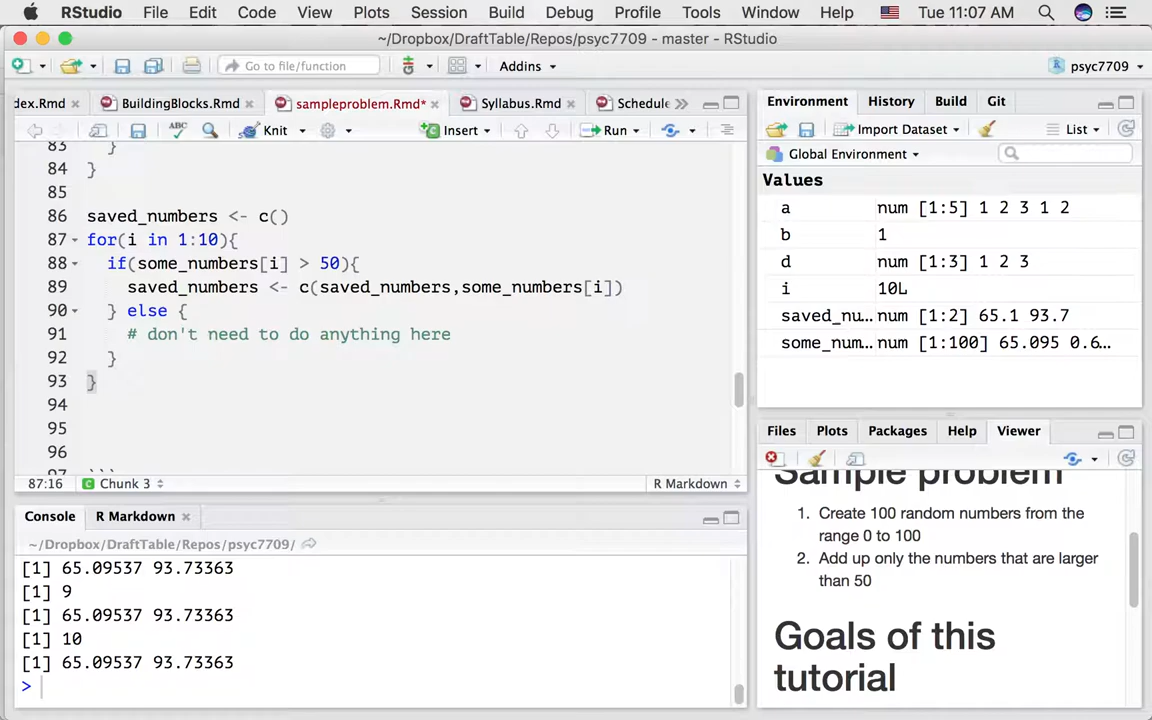 RStudio File Edit Code View Plots Session Build Debug Profile Tools Window Help Tue 11:07 AM
~/Dropbox/DraftTable/Repos/psyc7709 - master - RStudio
Go to file/function Addins psyc7709
dex.Rmd BuildingBlocks.Rmd sampleproblem.Rmd* Syllabus.Rmd Schedule
Knit Insert Run
83 }
84 }
85
86 saved_numbers <- c()
87 for(i in 1:10){
88 if(some_numbers[i] > 50){
89 saved_numbers <- c(saved_numbers,some_numbers[i])
90 } else {
91 # don't need to do anything here
92 }
93 }
94
95
96
97 ```
87:16 C Chunk 3 R Markdown
Console R Markdown
~/Dropbox/DraftTable/Repos/psyc7709/
[1] 65.09537 93.73363
[1] 9
[1] 65.09537 93.73363
[1] 10
[1] 65.09537 93.73363
>
Environment History Build Git
Import Dataset List
Global Environment
Values
a num [1:5] 1 2 3 1 2
b 1
d num [1:3] 1 2 3
i 10L
saved_nu... num [1:2] 65.1 93.7
some_num... num [1:100] 65.095 0.6...
Files Plots Packages Help Viewer
Sample problem
1. Create 100 random numbers from the
range 0 to 100
2. Add up only the numbers that are larger
than 50
Goals of this
tutorial